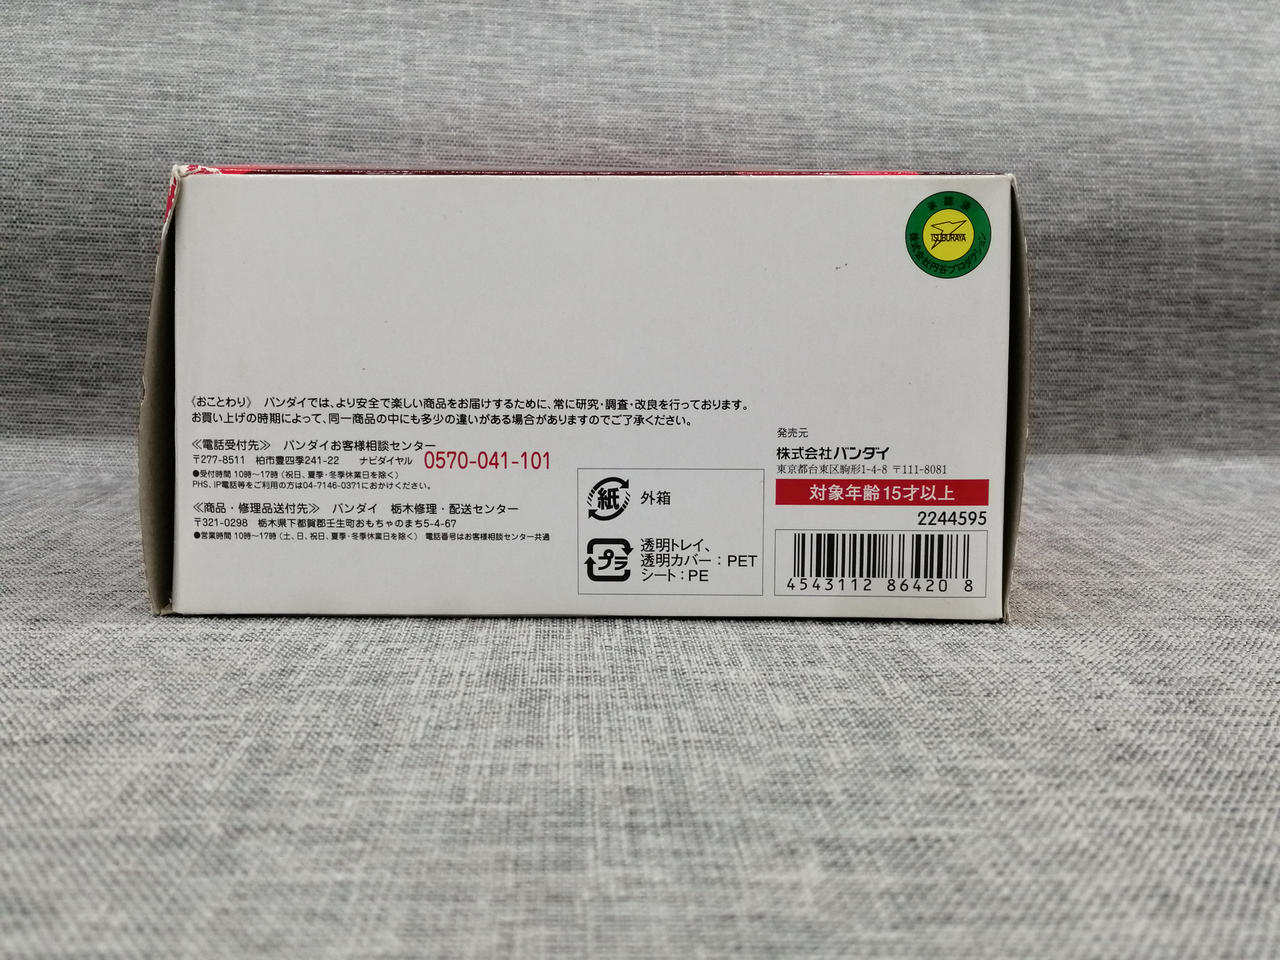 承認済
TSUBURAYA
株式会社円谷プロダクション
《おことわり》 バンダイでは、より安全で楽しい商品をお届けするために、常に研究・調査・改良を行っております。
お買い上げの時期によって、同一商品の中にも多少の違いがある場合がありますのでご了承ください。
≪電話受付先≫ バンダイお客様相談センター
〒277-8511 柏市豊四季241-22 ナビダイヤル 0570-041-101
●受付時間 10時〜17時 (祝日、夏季・冬季休業日を除く)
PHS、IP電話等をご利用の方は04-7146-0371におかけください。
≪商品・修理品送付先≫ バンダイ 栃木修理・配送センター
〒321-0298 栃木県下都賀郡壬生町おもちゃのまち5-4-67
●営業時間 10時〜17時 (土、日、祝日、夏季・冬季休業日を除く) 電話番号はお客様相談センター共通
紙 外箱
プラ 透明トレイ、
透明カバー：PET
シート：PE
発売元
株式会社バンダイ
東京都台東区駒形1-4-8 〒111-8081
対象年齢15才以上
2244595
4543112 86420 8